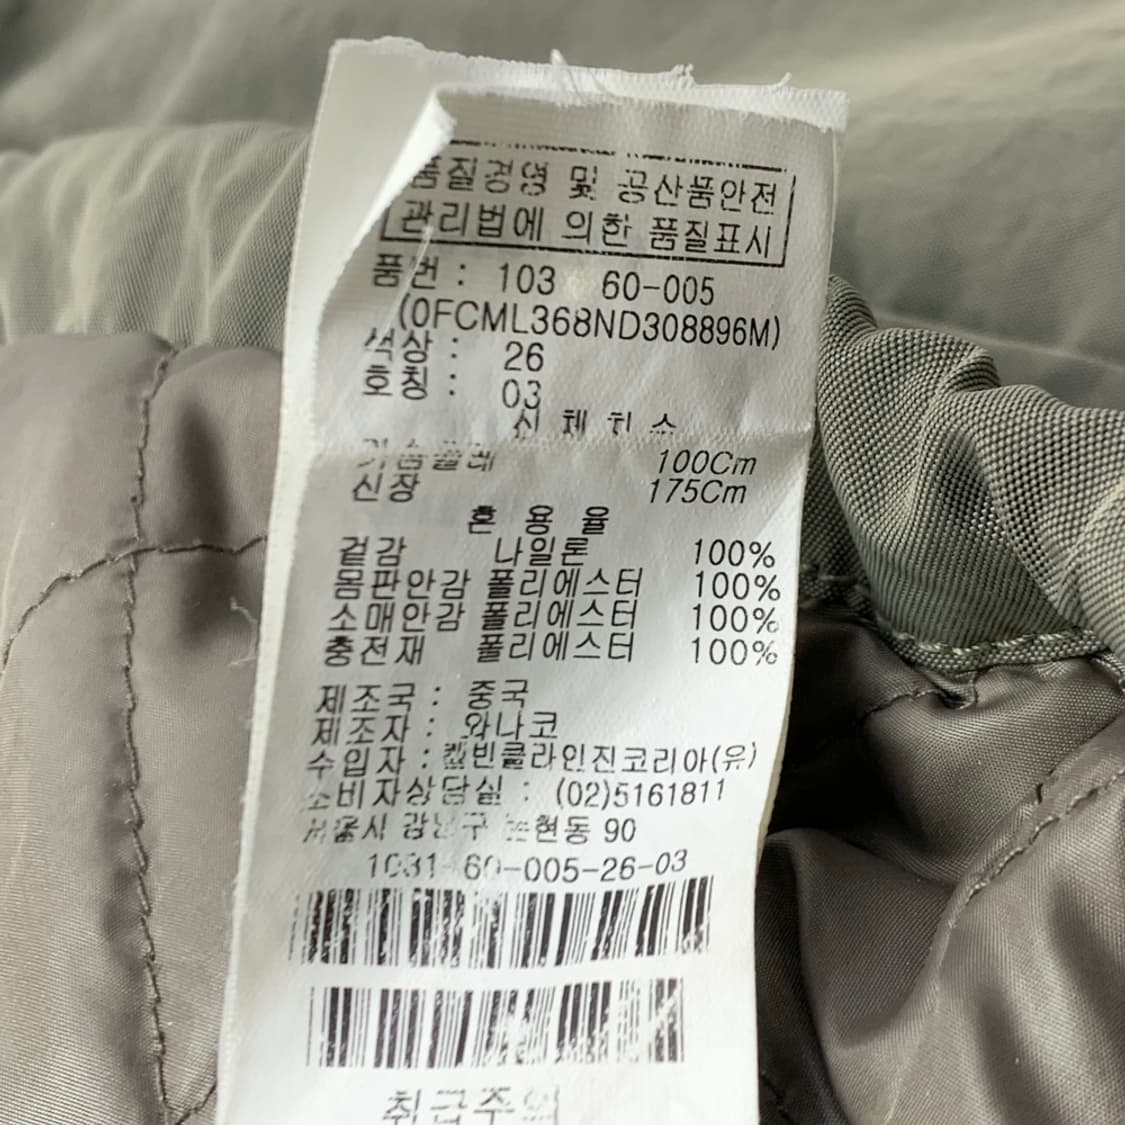 품질경영 및 공산품안전
관리법에 의한 품질표시
품번 : 103 60-005
(0FCML368ND308896M)
색상 : 26
호칭 : 03
신 체 치 수
가슴둘레 100Cm
신장 175Cm
혼 용 율
겉감 나일론 100%
몸판안감 폴리에스터 100%
소매안감 폴리에스터 100%
충전재 폴리에스터 100%
제조국 : 중국
제조자 : 와나코
수입자 : 캘빈클라인진코리아(유)
소비자상담실 : (02)5161811
서울시 강남구 논현동 90
1031-60-005-26-03
취급주의